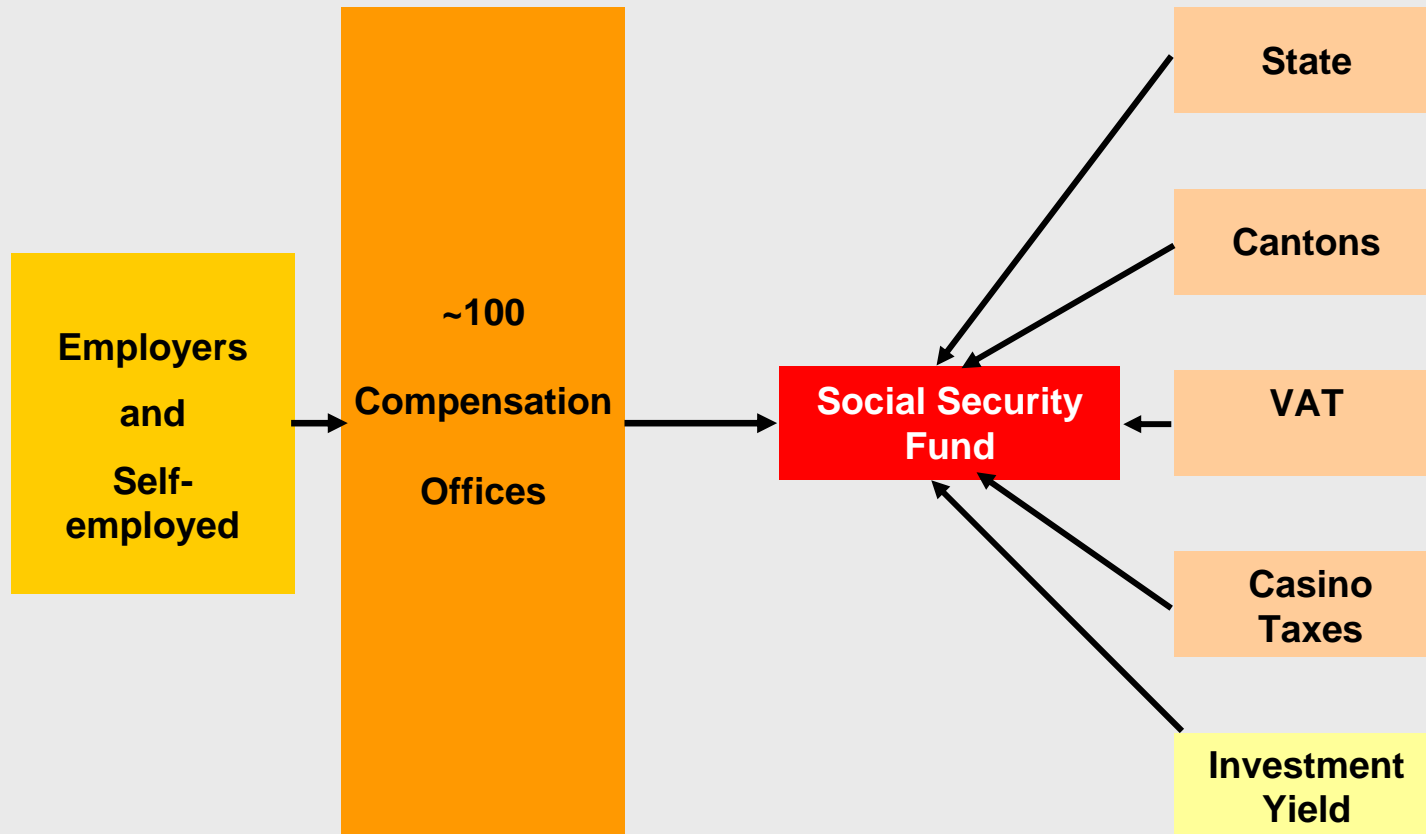 Employers
and
Self-
employed
~100
Compensation
Offices
Social Security
Fund
State
Cantons
VAT
Casino
Taxes
Investment
Yield